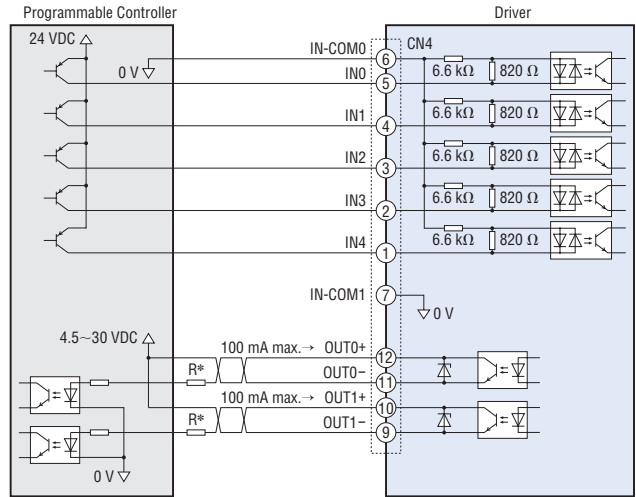 Programmable Controller
Driver
24 VDC
0 V
IN-COM0
6
CN4
6.6 kΩ
820 Ω
IN0
5
IN1
4
6.6 kΩ
820 Ω
IN2
3
6.6 kΩ
820 Ω
IN3
2
6.6 kΩ
820 Ω
IN4
1
6.6 kΩ
820 Ω
IN-COM1
7
0 V
4.5~30 VDC
100 mA max.→ OUT0+
12
R*
OUT0−
11
100 mA max.→ OUT1+
10
R*
OUT1−
9
0 V